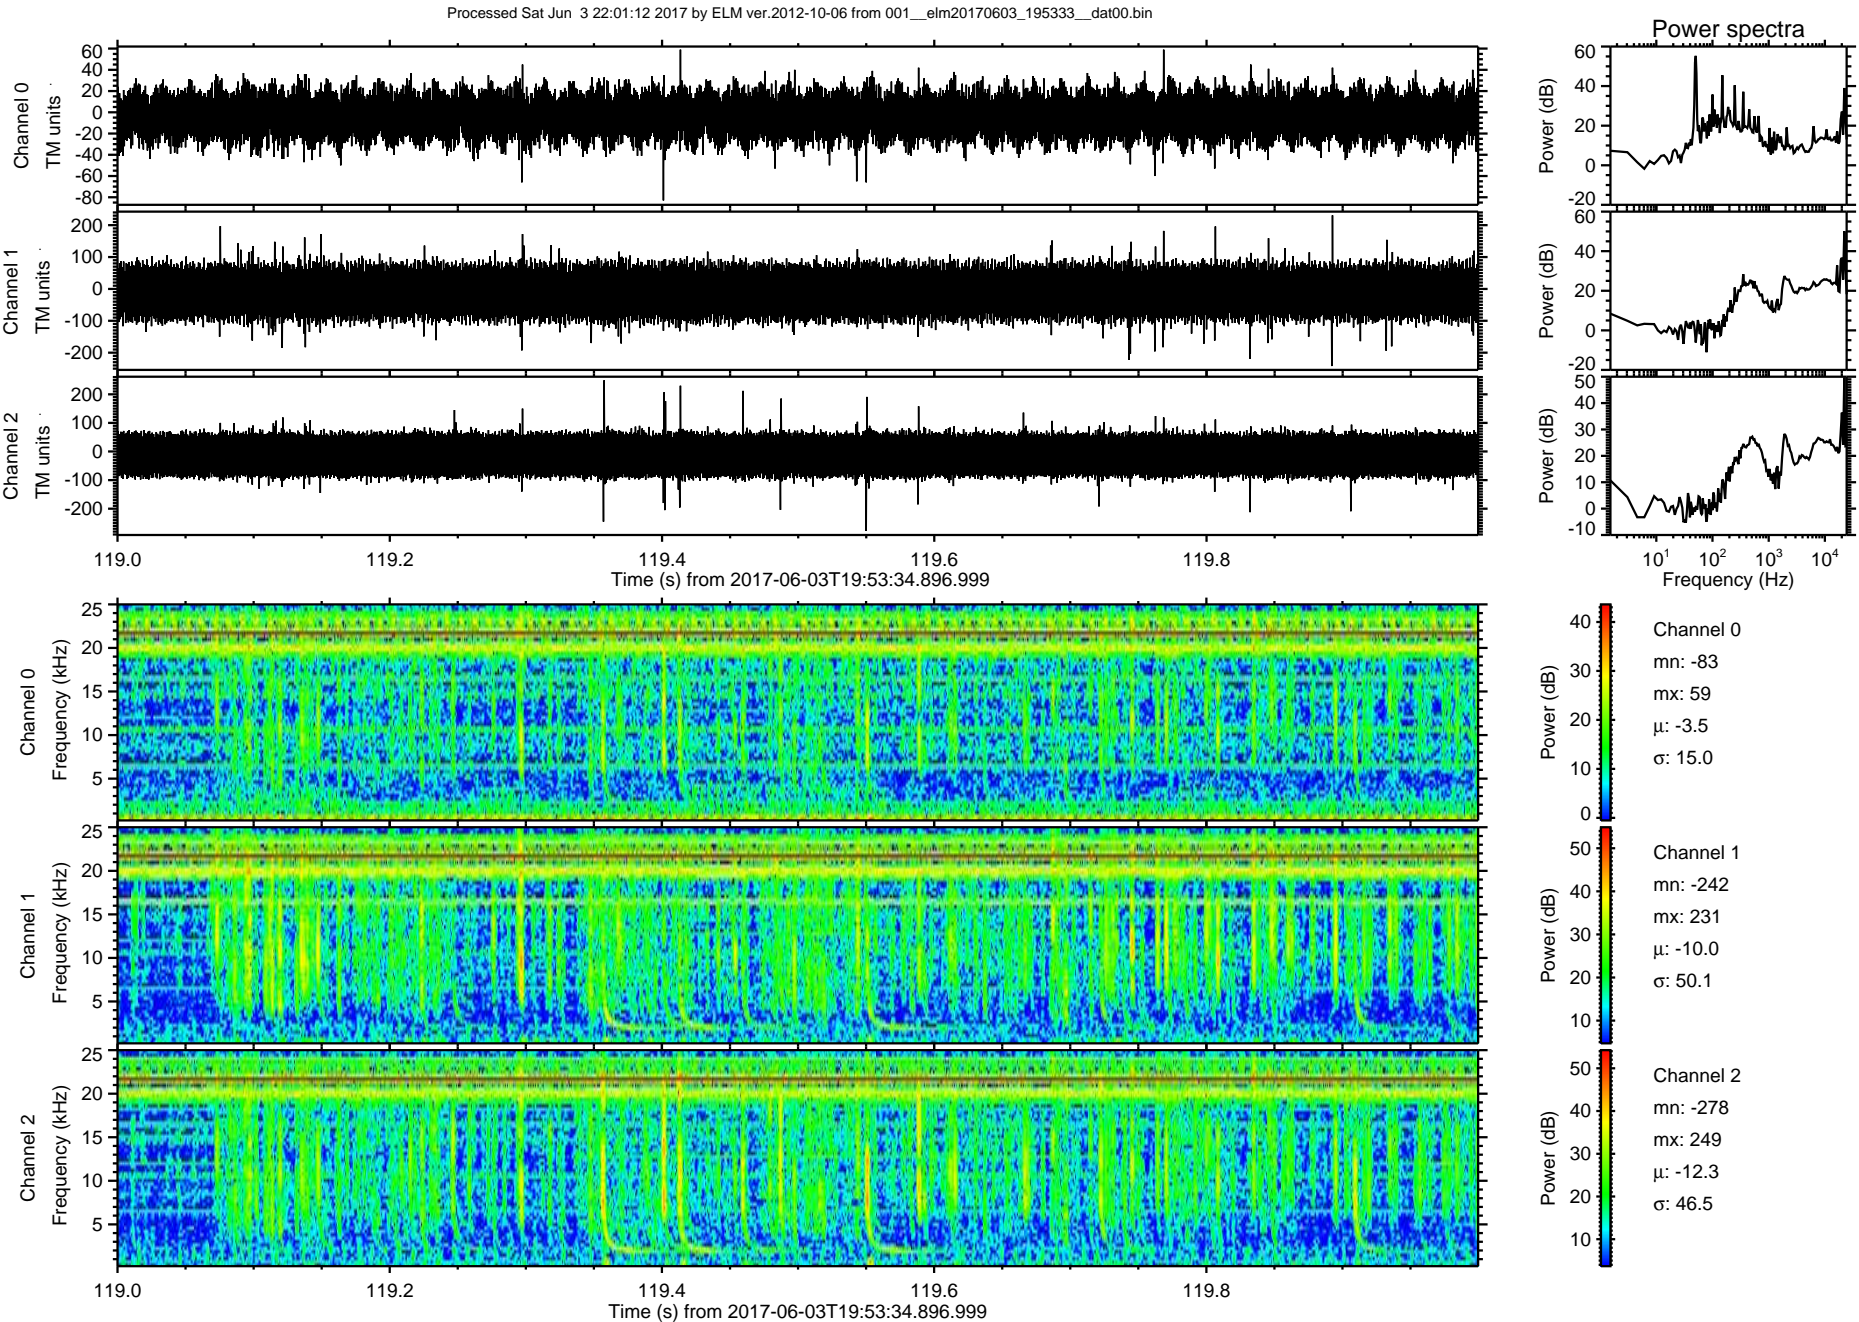 Processed Sat Jun  3 22:01:12 2017 by ELM ver.2012-10-06 from 001__elm20170603_195333__dat00.bin
Power spectra
Channel 0
TM units
60
40
20
0
-20
-40
-60
-80
Power (dB)
60
40
20
0
-20
Channel 1
TM units
200
100
0
-100
-200
Power (dB)
60
40
20
0
-20
Channel 2
TM units
200
100
0
-100
-200
Power (dB)
50
40
30
20
10
0
-10
119.0 119.2 119.4 119.6 119.8
Time (s) from 2017-06-03T19:53:34.896.999
10¹ 10² 10³ 10⁴
Frequency (Hz)
Channel 0
Frequency (kHz)
25
20
15
10
5
Power (dB)
40
30
20
10
0
Channel 0
mn: -83
mx: 59
μ: -3.5
σ: 15.0
Channel 1
Frequency (kHz)
25
20
15
10
5
Power (dB)
50
40
30
20
10
Channel 1
mn: -242
mx: 231
μ: -10.0
σ: 50.1
Channel 2
Frequency (kHz)
25
20
15
10
5
Power (dB)
50
40
30
20
10
Channel 2
mn: -278
mx: 249
μ: -12.3
σ: 46.5
119.0 119.2 119.4 119.6 119.8
Time (s) from 2017-06-03T19:53:34.896.999